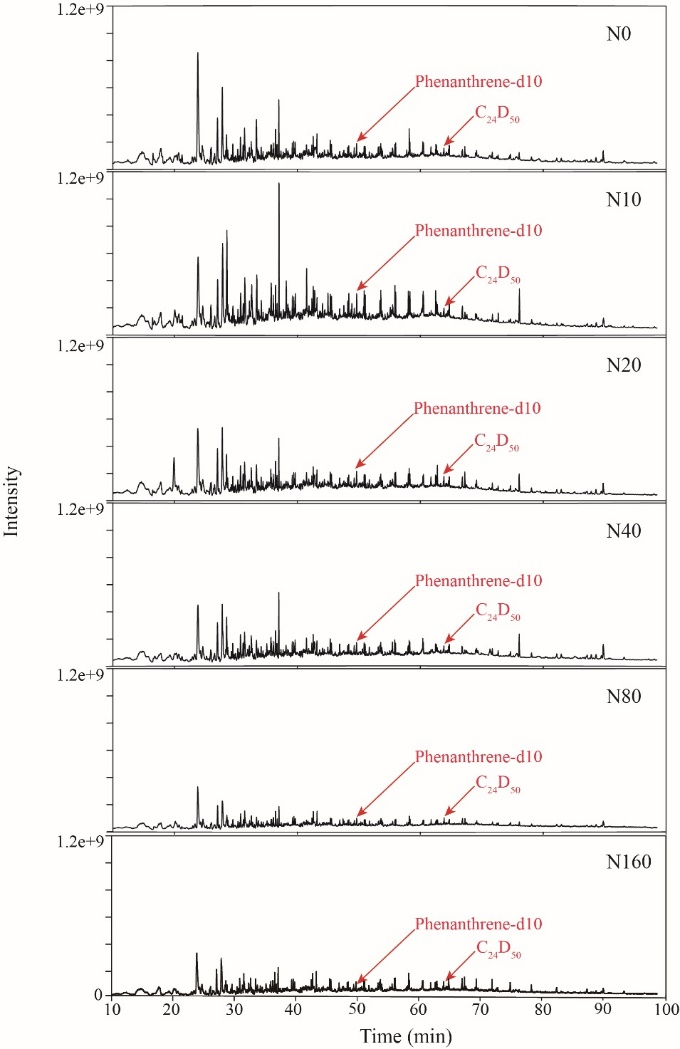 1.2e+9
N0
Phenanthrene-d10
C24D50
1.2e+9
N10
Phenanthrene-d10
C24D50
1.2e+9
N20
Phenanthrene-d10
C24D50
Intensity
1.2e+9
N40
Phenanthrene-d10
C24D50
1.2e+9
N80
Phenanthrene-d10
C24D50
1.2e+9
N160
Phenanthrene-d10
C24D50
0
10 20 30 40 50 60 70 80 90 100
Time (min)